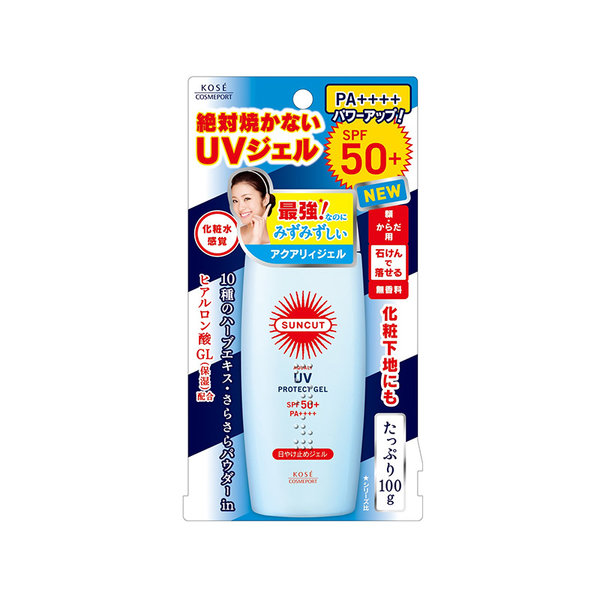 KOSÉ
COSMEPORT
絶対焼かない
UVジェル
PA++++
パワーアップ!
SPF
50+
NEW
化粧水
感覚
最強!なのに
みずみずしい
アクアリィジェル
顔・からだ用
石けんで落せる
無香料
化粧下地にも
10種のハーブエキス・さらさらパウダーin
ヒアルロン酸GL(保湿)配合
SUNCUT
UV
PROTECT GEL
SPF 50+
PA++++
日やけ止めジェル
KOSÉ
COSMEPORT
たっぷり100g
★シリーズ比